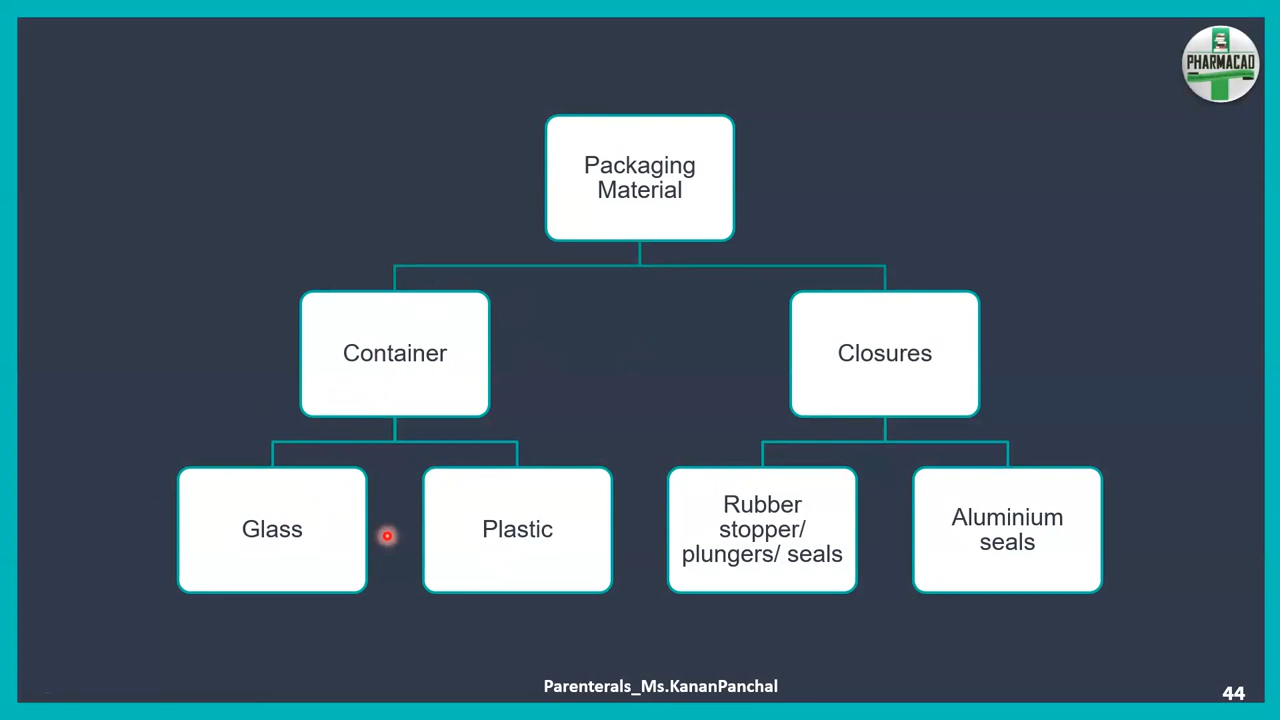 PHARMACAD
Packaging
Material
Container
Closures
Glass
Plastic
Rubber
stopper/
plungers/ seals
Aluminium
seals
Parenterals_Ms.KananPanchal
44